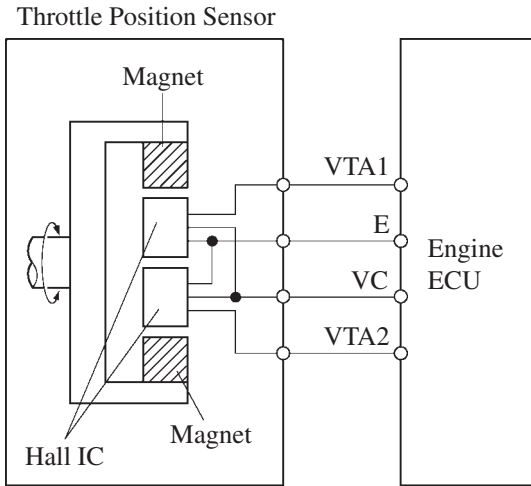 Throttle Position Sensor
Magnet
VTA1
E
VC
VTA2
Engine
ECU
Magnet
Hall IC